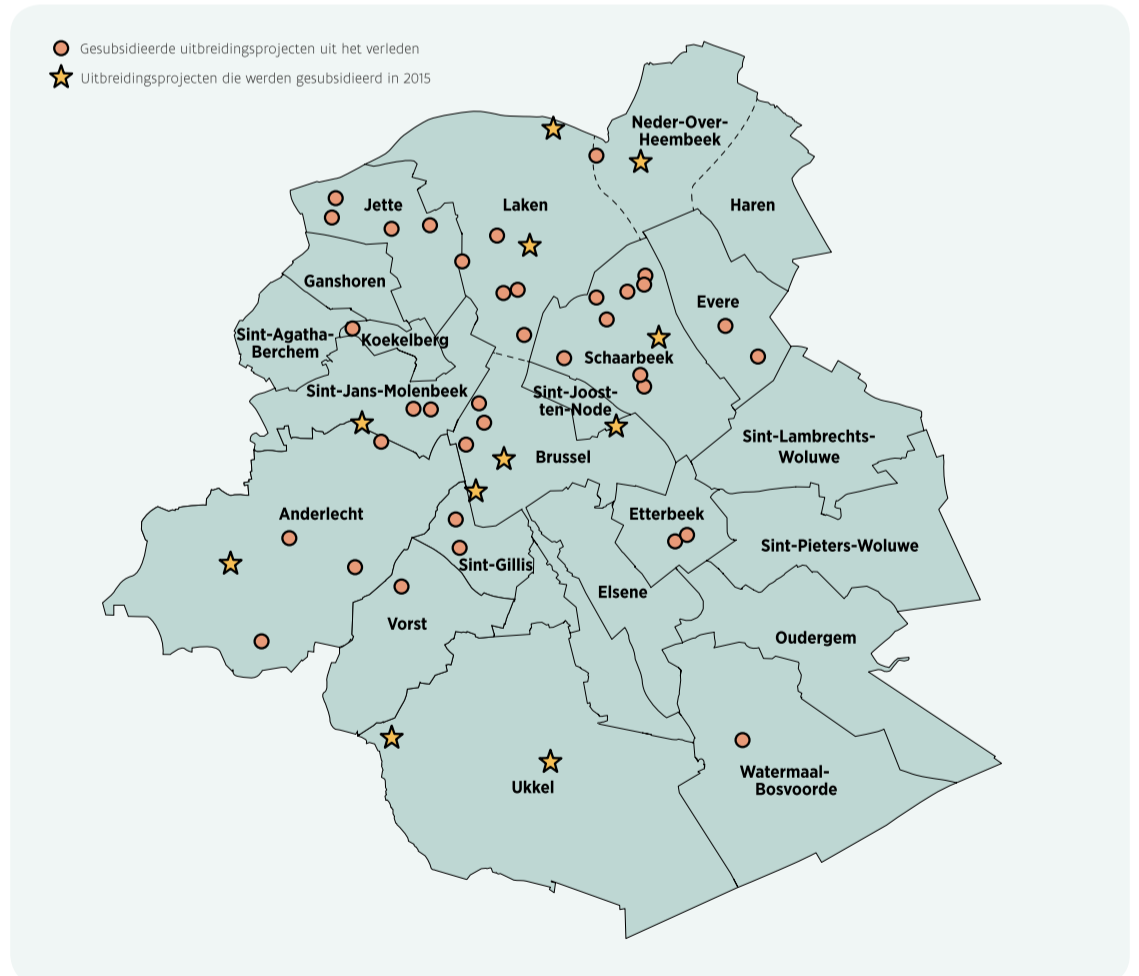 Gesubsidieerde uitbreidingsprojecten uit het verleden
Uitbreidingsprojecten die werden gesubsidieerd in 2015
Neder-Over-
Heembeek
Jette
Laken
Haren
Ganshoren
Evere
Sint-Agatha-
Berchem
Koekelberg
Schaarbeek
Sint-Jans-Molenbeek
Sint-Joost-
ten-Node
Sint-Lambrechts-
Woluwe
Brussel
Anderlecht
Etterbeek
Sint-Pieters-Woluwe
Sint-Gillis
Elsene
Vorst
Oudergem
Watermaal-
Bosvoorde
Ukkel